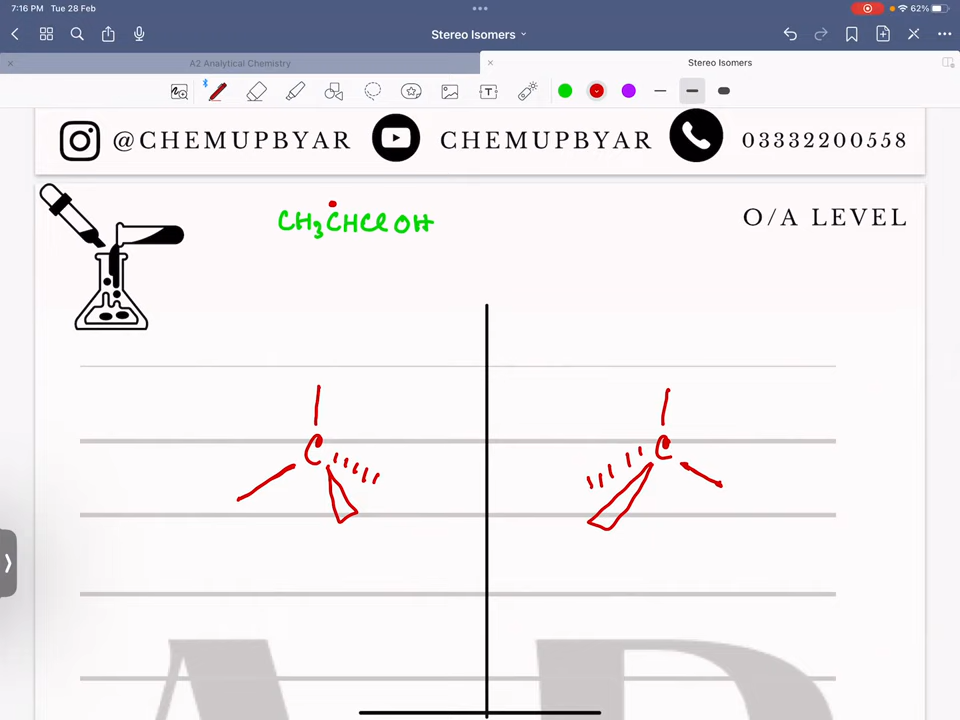 7:16 PM Tue 28 Feb
62%
Stereo Isomers
A2 Analytical Chemistry
Stereo Isomers
T
@CHEMUPBYAR CHEMUPBYAR 03332200558
CH3CHClOH
O/A LEVEL
C C